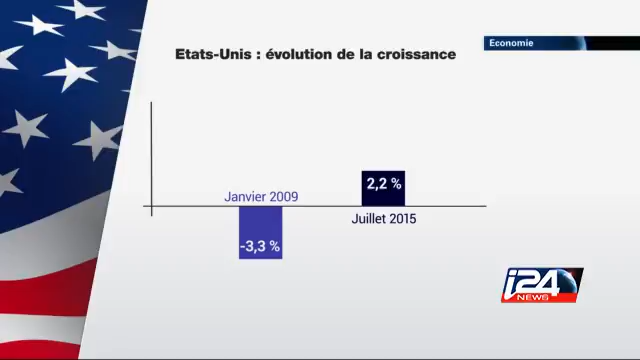 Economie
Etats-Unis : évolution de la croissance
2,2 %
Janvier 2009
Juillet 2015
-3,3 %
i24
NEWS